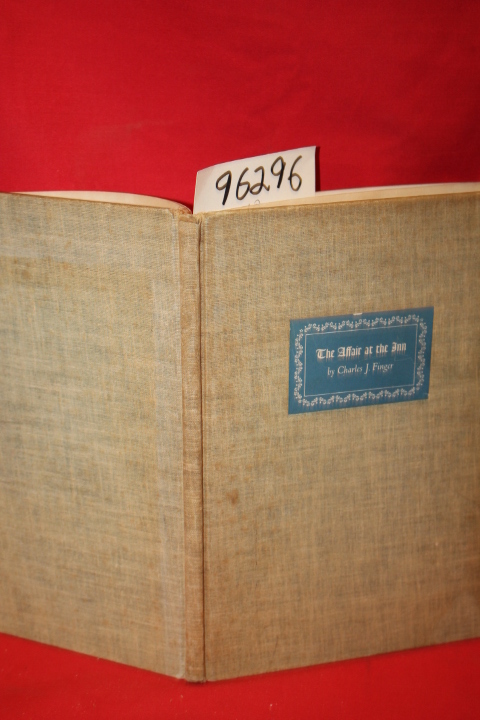 96296
The Affair at the Inn
by Charles J Finger